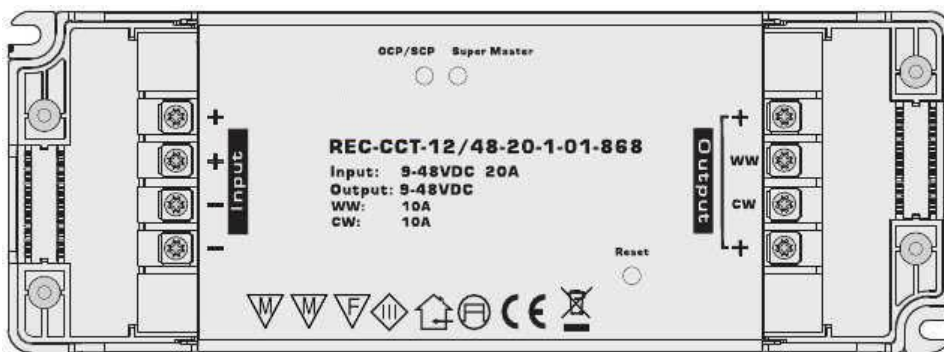 OCP/SCP Super Master
+
+
—
—
Input
REC-CCT-12/48-20-1-01-868
Input: 9-48VDC 20A
Output: 9-48VDC
WW: 10A
CW: 10A
Output
+
WW
CW
+
Reset
M M F III CE